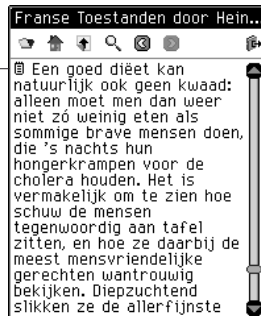 Franse Toestanden door Hein...
Een goed diëet kan
natuurlijk ook geen kwaad:
alleen moet men dan weer
niet zó weinig eten als
sommige brave mensen doen,
die 's nachts hun
hongerkrampen voor de
cholera houden. Het is
vermakelijk om te zien hoe
schuw de mensen
tegenwoordig aan tafel
zitten, en hoe ze daarbij de
meest mensvriendelijke
gerechten wantrouwig
bekijken. Diepzuchtend
slikken ze de allerfijnste